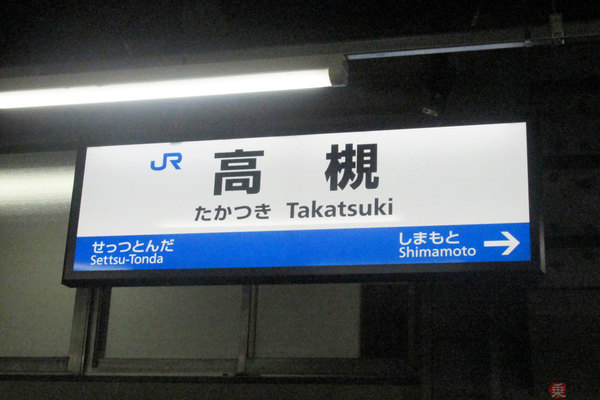 JR 高槻
たかつき Takatsuki
せっつとんだ しまもと →
Settsu-Tonda Shimamoto
乗